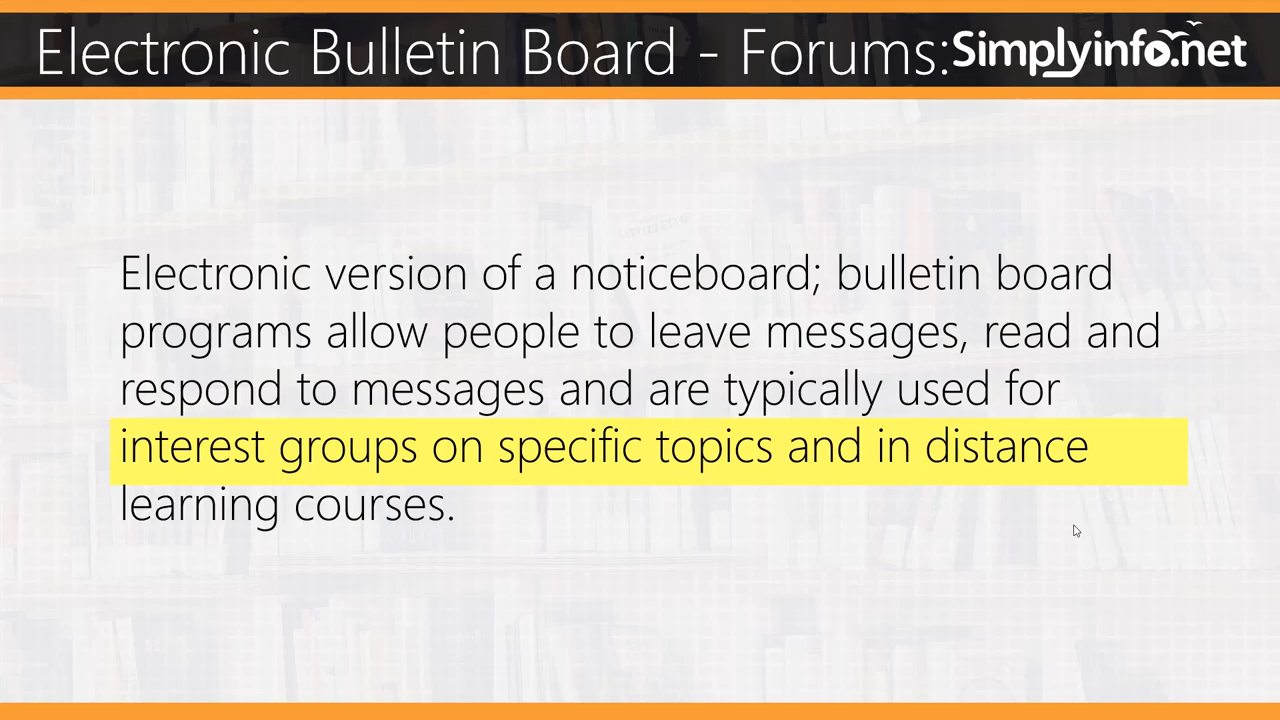 Electronic Bulletin Board - Forums:
Simplyinfo.net
Electronic version of a noticeboard; bulletin board
programs allow people to leave messages, read and
respond to messages and are typically used for
interest groups on specific topics and in distance
learning courses.